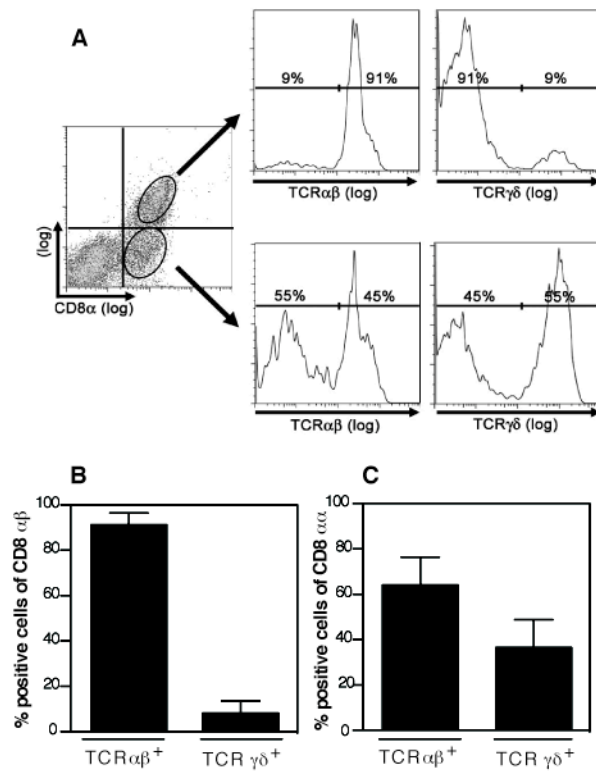 A
9% 91%
91% 9%
TCRαβ (log)
TCRγδ (log)
(log)
CD8α (log)
55% 45%
45% 55%
TCRαβ (log)
TCRγδ (log)
B
% positive cells of CD8 αβ
100
80
60
40
20
0
TCRαβ+
TCR γδ+
C
% positive cells of CD8 αα
100
80
60
40
20
0
TCRαβ+
TCR γδ+